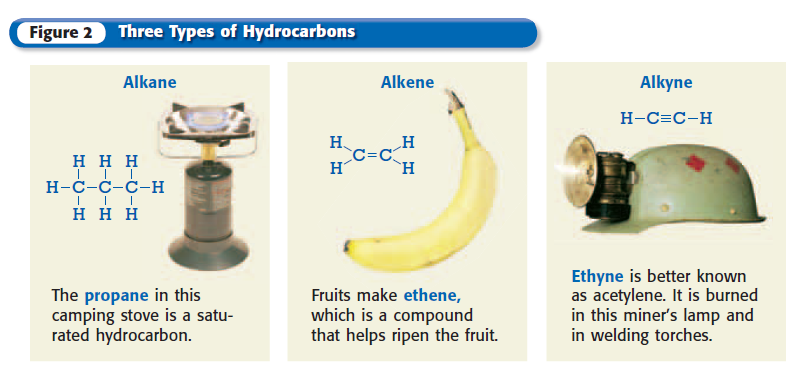 Figure 2 Three Types of Hydrocarbons
Alkane
H H H
H-C-C-C-H
H H H
The propane in this
camping stove is a satu-
rated hydrocarbon.
Alkene
H H
C=C
H H
Fruits make ethene,
which is a compound
that helps ripen the fruit.
Alkyne
H-C≡C-H
Ethyne is better known
as acetylene. It is burned
in this miner's lamp and
in welding torches.